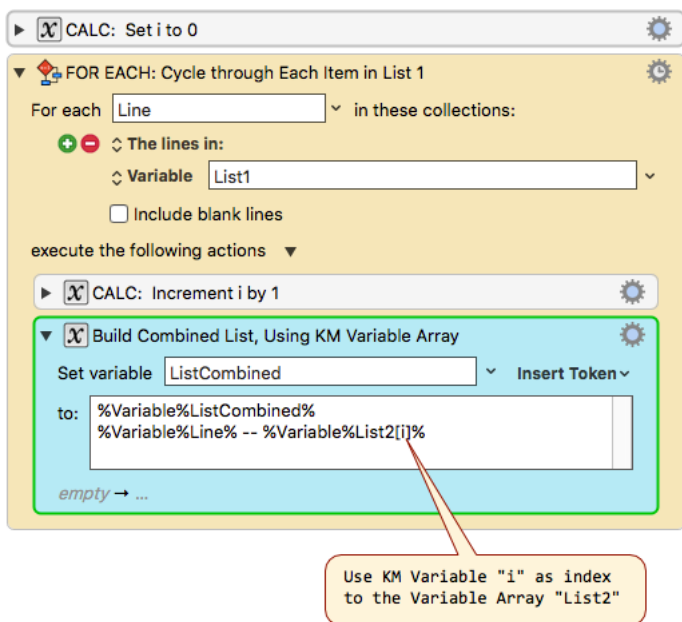 CALC: Set i to 0
FOR EACH: Cycle through Each Item in List 1
For each Line in these collections:
The lines in:
Variable List1
Include blank lines
execute the following actions
CALC: Increment i by 1
Build Combined List, Using KM Variable Array
Set variable ListCombined Insert Token
to: %Variable%ListCombined%
%Variable%Line% -- %Variable%List2[i]%
empty → ...
Use KM Variable "i" as index
to the Variable Array "List2"